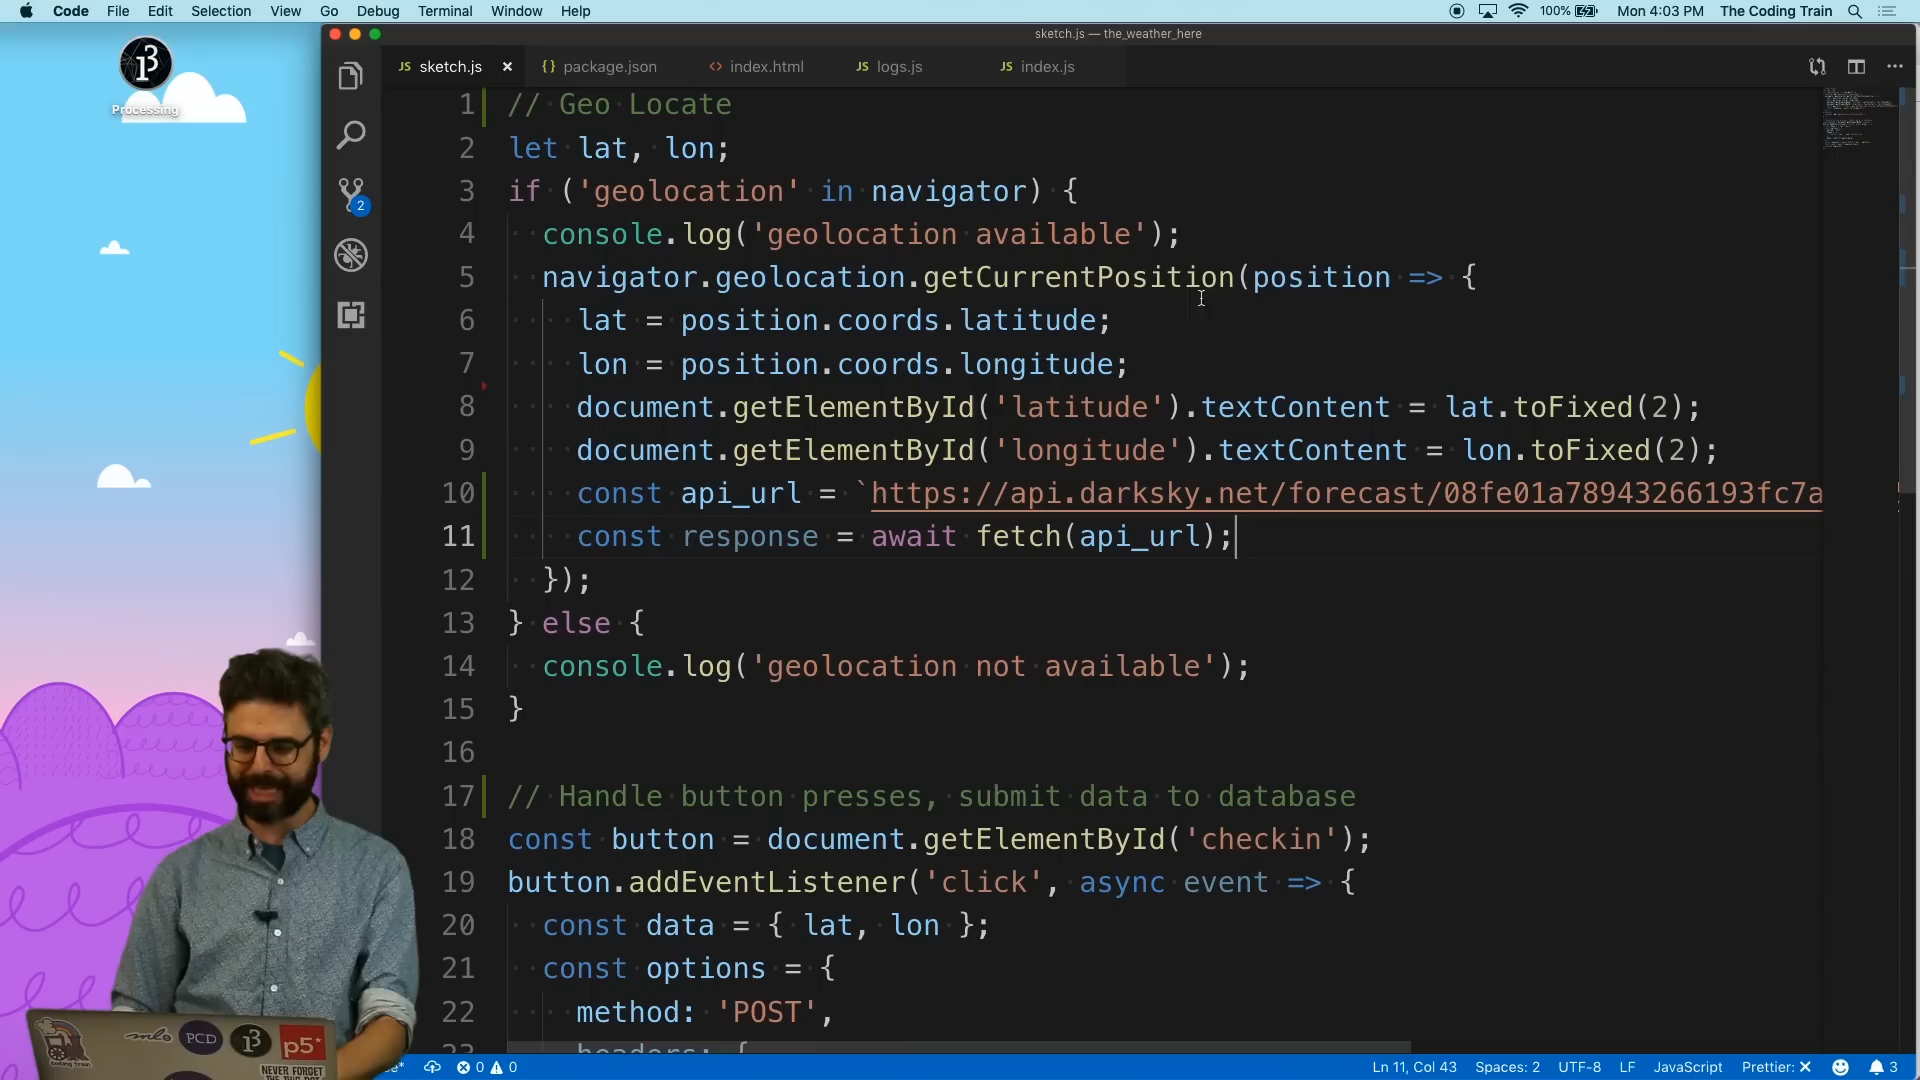 Code File Edit Selection View Go Debug Terminal Window Help
100% Mon 4:03 PM The Coding Train
Processing
sketch.js — the_weather_here
JS sketch.js × {} package.json <> index.html JS logs.js JS index.js
2
1 // Geo Locate
2 let lat, lon;
3 if ('geolocation' in navigator) {
4 console.log('geolocation available');
5 navigator.geolocation.getCurrentPosition(position => {
6 lat = position.coords.latitude;
7 lon = position.coords.longitude;
8 document.getElementById('latitude').textContent = lat.toFixed(2);
9 document.getElementById('longitude').textContent = lon.toFixed(2);
10 const api_url = `https://api.darksky.net/forecast/08fe01a78943266193fc7a
11 const response = await fetch(api_url);
12 });
13 } else {
14 console.log('geolocation not available');
15 }
16
17 // Handle button presses, submit data to database
18 const button = document.getElementById('checkin');
19 button.addEventListener('click', async event => {
20 const data = { lat, lon };
21 const options = {
22 method: 'POST',
23 headers: {
mlo PCD p5*
NEVER FORGET
0 0 Ln 11, Col 43 Spaces: 2 UTF-8 LF JavaScript Prettier: × 3